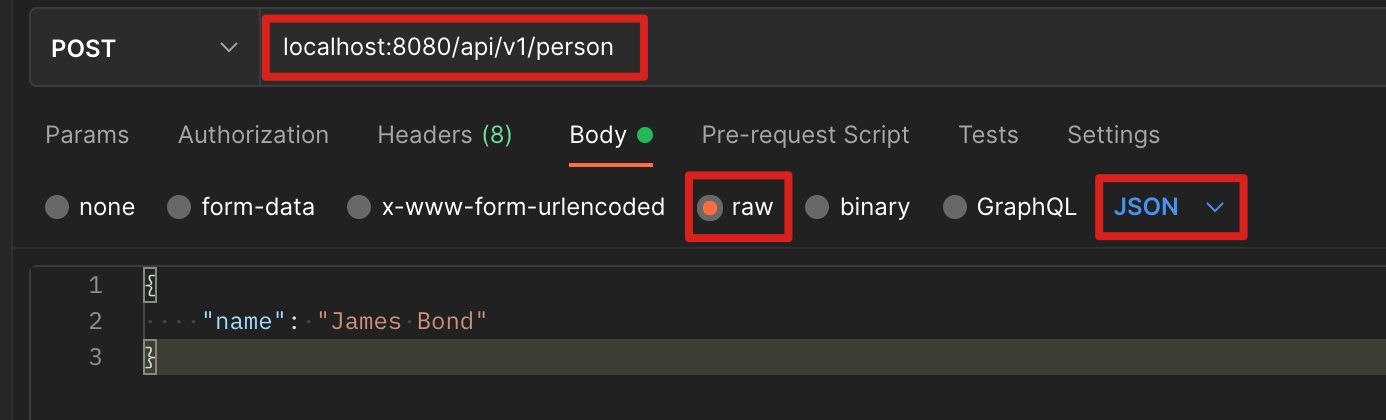 POST localhost:8080/api/v1/person
Params Authorization Headers (8) Body Pre-request Script Tests Settings
none form-data x-www-form-urlencoded raw binary GraphQL JSON
1 {
2 "name": "James Bond"
3 }